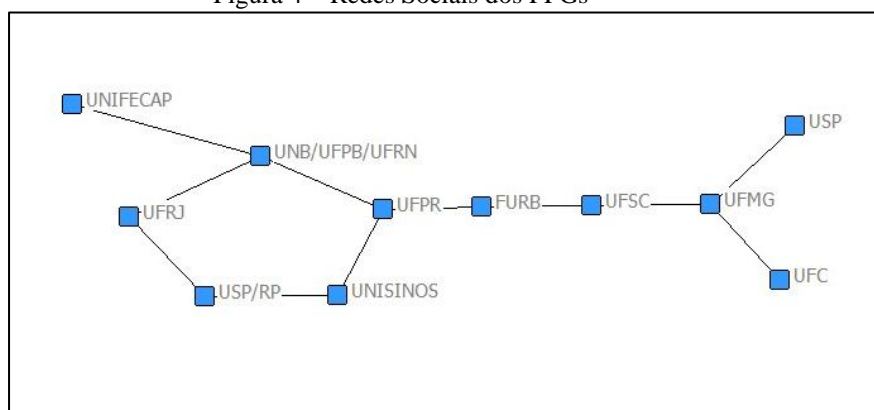 Figura 4 – Redes Sociais dos PPGs
UNIFECAP
USP
UNB/UFPB/UFRN
UFRJ
UFPR
FURB
UFSC
UFMG
USP/RP
UNISINOS
UFC